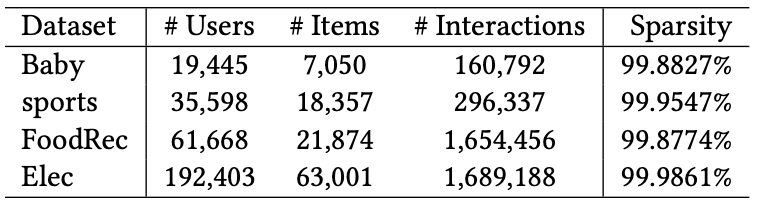 Dataset # Users # Items # Interactions Sparsity
Baby 19,445 7,050 160,792 99.8827%
sports 35,598 18,357 296,337 99.9547%
FoodRec 61,668 21,874 1,654,456 99.8774%
Elec 192,403 63,001 1,689,188 99.9861%